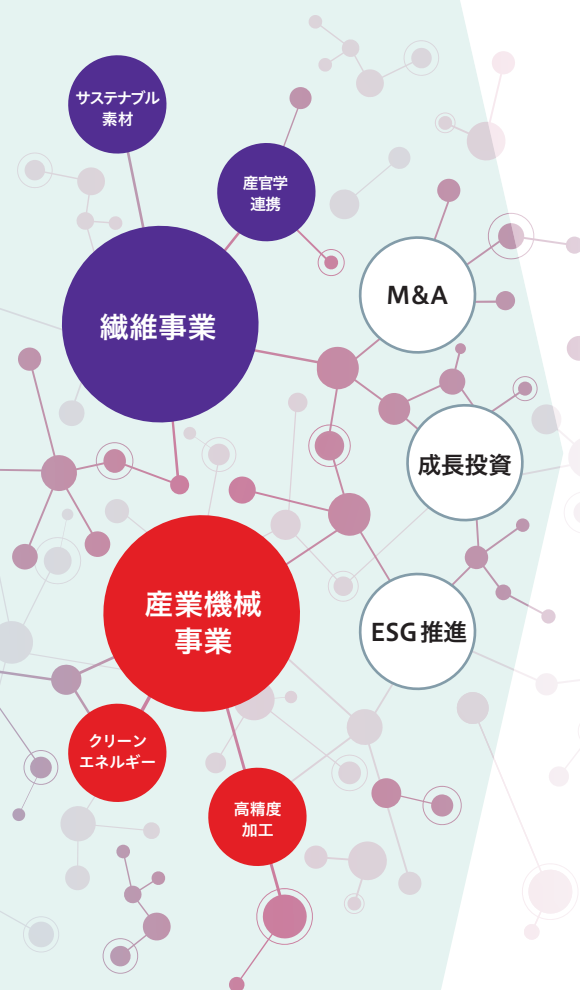 サステナブル
素材
産官学
連携
M&A
繊維事業
成長投資
産業機械
事業
ESG推進
クリーン
エネルギー
高精度
加工